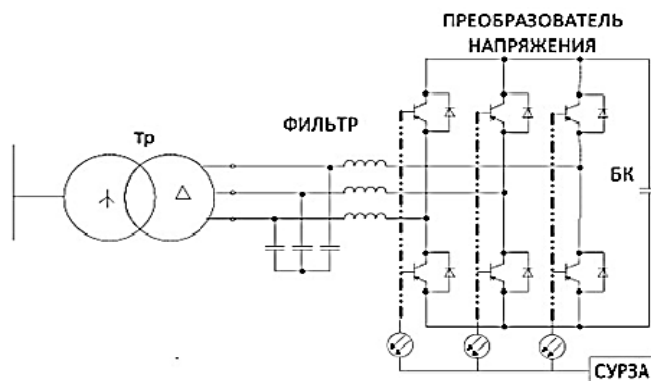 ПРЕОБРАЗОВАТЕЛЬ
НАПРЯЖЕНИЯ
ФИЛЬТР
Тр
БК
СУРЗА